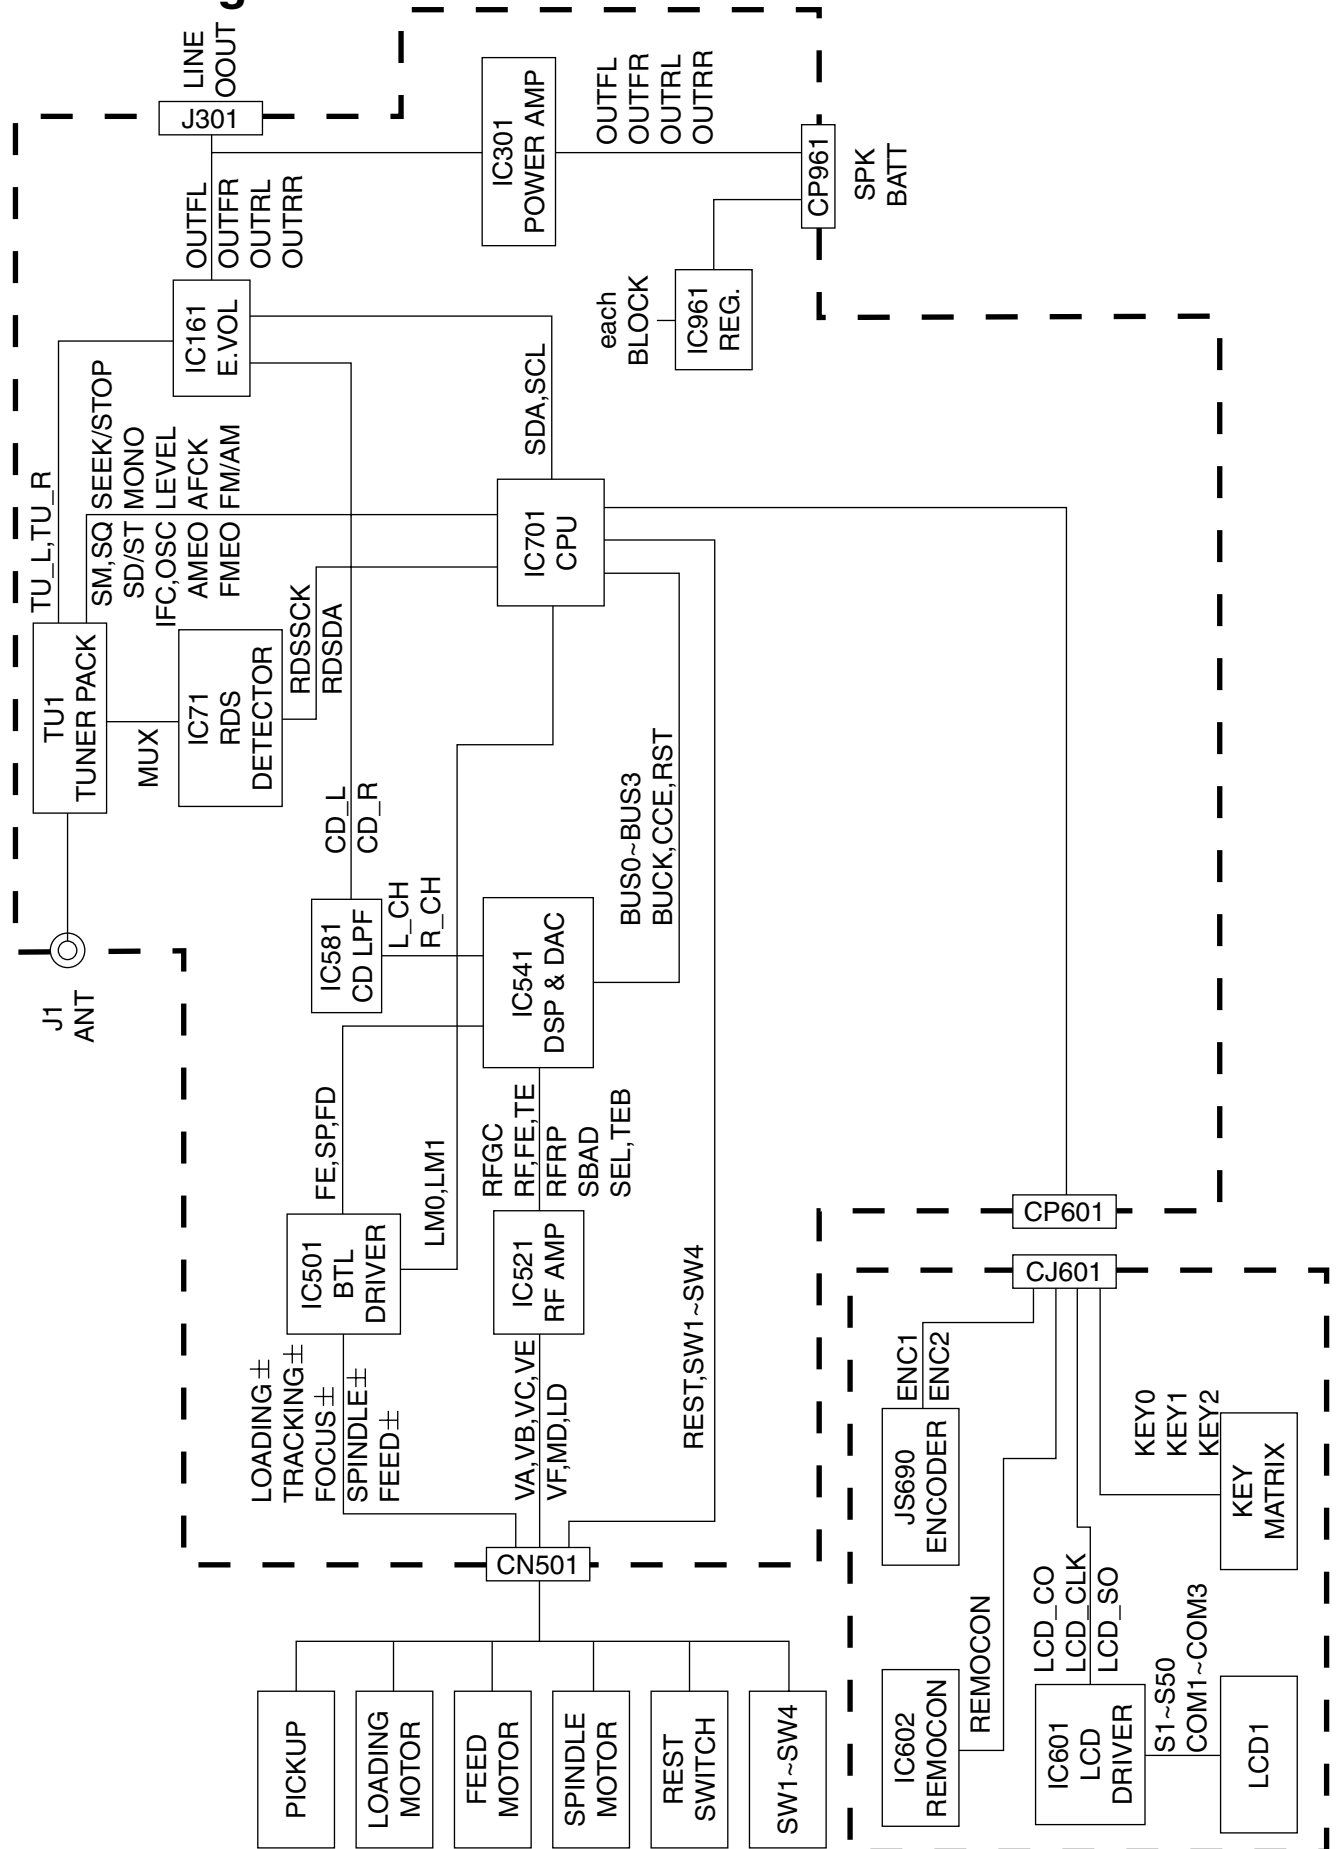 J1
ANT
TU1
TUNER PACK
TU_L,TU_R
SM,SQ SEEK/STOP
SD/ST MONO
IFC,OSC LEVEL
AMEO AFCK
FMEO FM/AM
MUX
IC71
RDS
DETECTOR
RDSSCK
RDSDA
IC161
E.VOL
OUTFL
OUTFR
OUTRL
OUTRR
J301
LINE
OOUT
IC301
POWER AMP
OUTFL
OUTFR
OUTRL
OUTRR
CP961
SPK
BATT
each
BLOCK
IC961
REG.
SDA,SCL
IC701
CPU
CD_L
CD_R
IC581
CD LPF
L_CH
R_CH
IC541
DSP & DAC
BUS0~BUS3
BUCK,CCE,RST
FE,SP,FD
LM0,LM1
IC501
BTL
DRIVER
RFGC
RF,FE,TE
RFRP
SBAD
SEL,TEB
IC521
RF AMP
LOADING±
TRACKING±
FOCUS±
SPINDLE±
FEED±
VA,VB,VC,VE
VF,MD,LD
REST,SW1~SW4
CN501
PICKUP
LOADING
MOTOR
FEED
MOTOR
SPINDLE
MOTOR
REST
SWITCH
SW1~SW4
CP601
CJ601
ENC1
ENC2
JS690
ENCODER
IC602
REMOCON
REMOCON
LCD_CO
LCD_CLK
LCD_SO
IC601
LCD
DRIVER
S1~S50
COM1~COM3
LCD1
KEY0
KEY1
KEY2
KEY
MATRIX